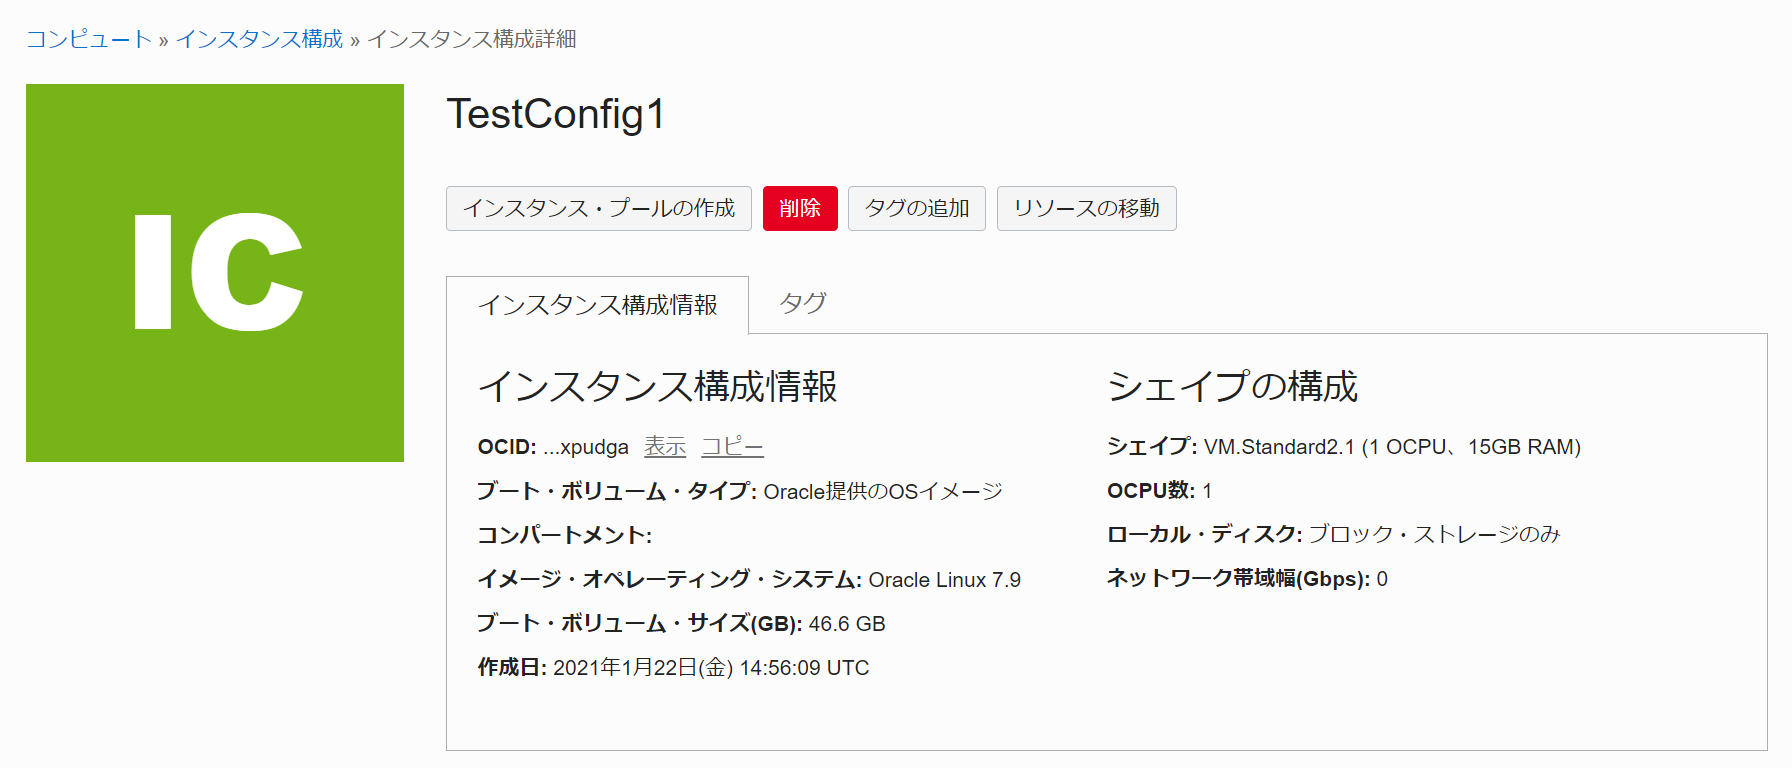 コンピュート » インスタンス構成 » インスタンス構成詳細
IC
TestConfig1
インスタンス・プールの作成 削除 タグの追加 リソースの移動
インスタンス構成情報 タグ
インスタンス構成情報
OCID: ...xpudga 表示 コピー
ブート・ボリューム・タイプ: Oracle提供のOSイメージ
コンパートメント:
イメージ・オペレーティング・システム: Oracle Linux 7.9
ブート・ボリューム・サイズ(GB): 46.6 GB
作成日: 2021年1月22日(金) 14:56:09 UTC
シェイプの構成
シェイプ: VM.Standard2.1 (1 OCPU、15GB RAM)
OCPU数: 1
ローカル・ディスク: ブロック・ストレージのみ
ネットワーク帯域幅(Gbps): 0